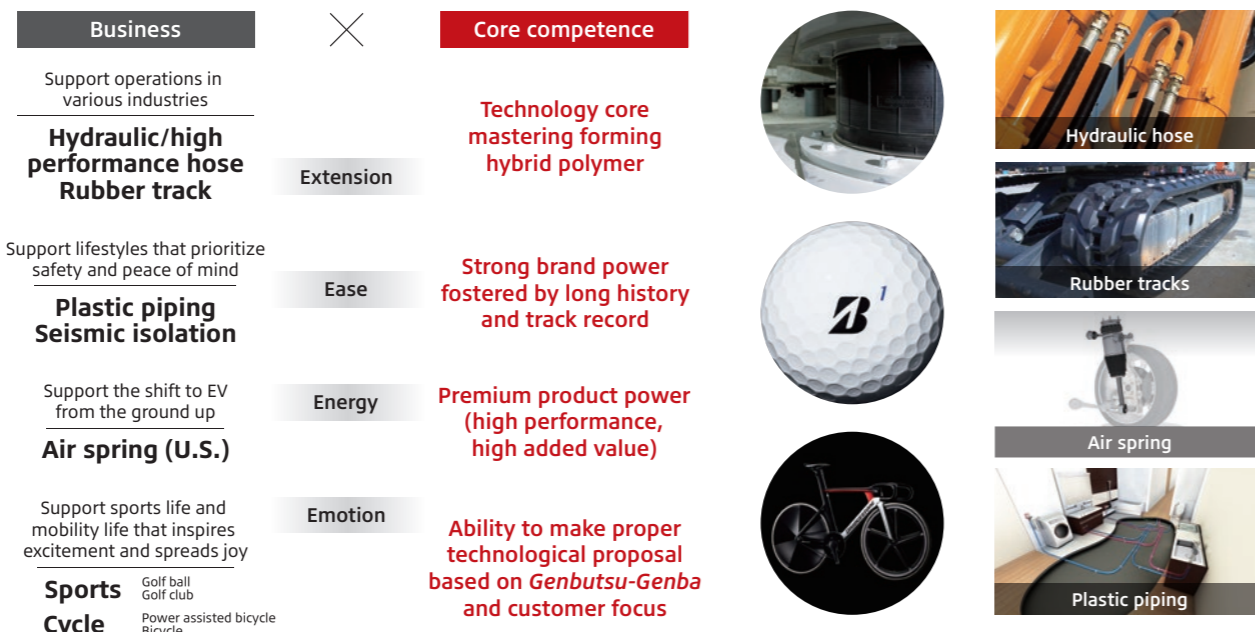 Business
Support operations in
various industries
Hydraulic/high
performance hose
Rubber track
Support lifestyles that prioritize
safety and peace of mind
Plastic piping
Seismic isolation
Support the shift to EV
from the ground up
Air spring (U.S.)
Support sports life and
mobility life that inspires
excitement and spreads joy
Sports
Golf ball
Golf club
Cycle
Power assisted bicycle
Bicycle
×
Extension
Ease
Energy
Emotion
Core competence
Technology core
mastering forming
hybrid polymer
Strong brand power
fostered by long history
and track record
Premium product power
(high performance,
high added value)
Ability to make proper
technological proposal
based on Genbutsu-Genba
and customer focus
B
1
Hydraulic hose
Rubber tracks
Air spring
Plastic piping